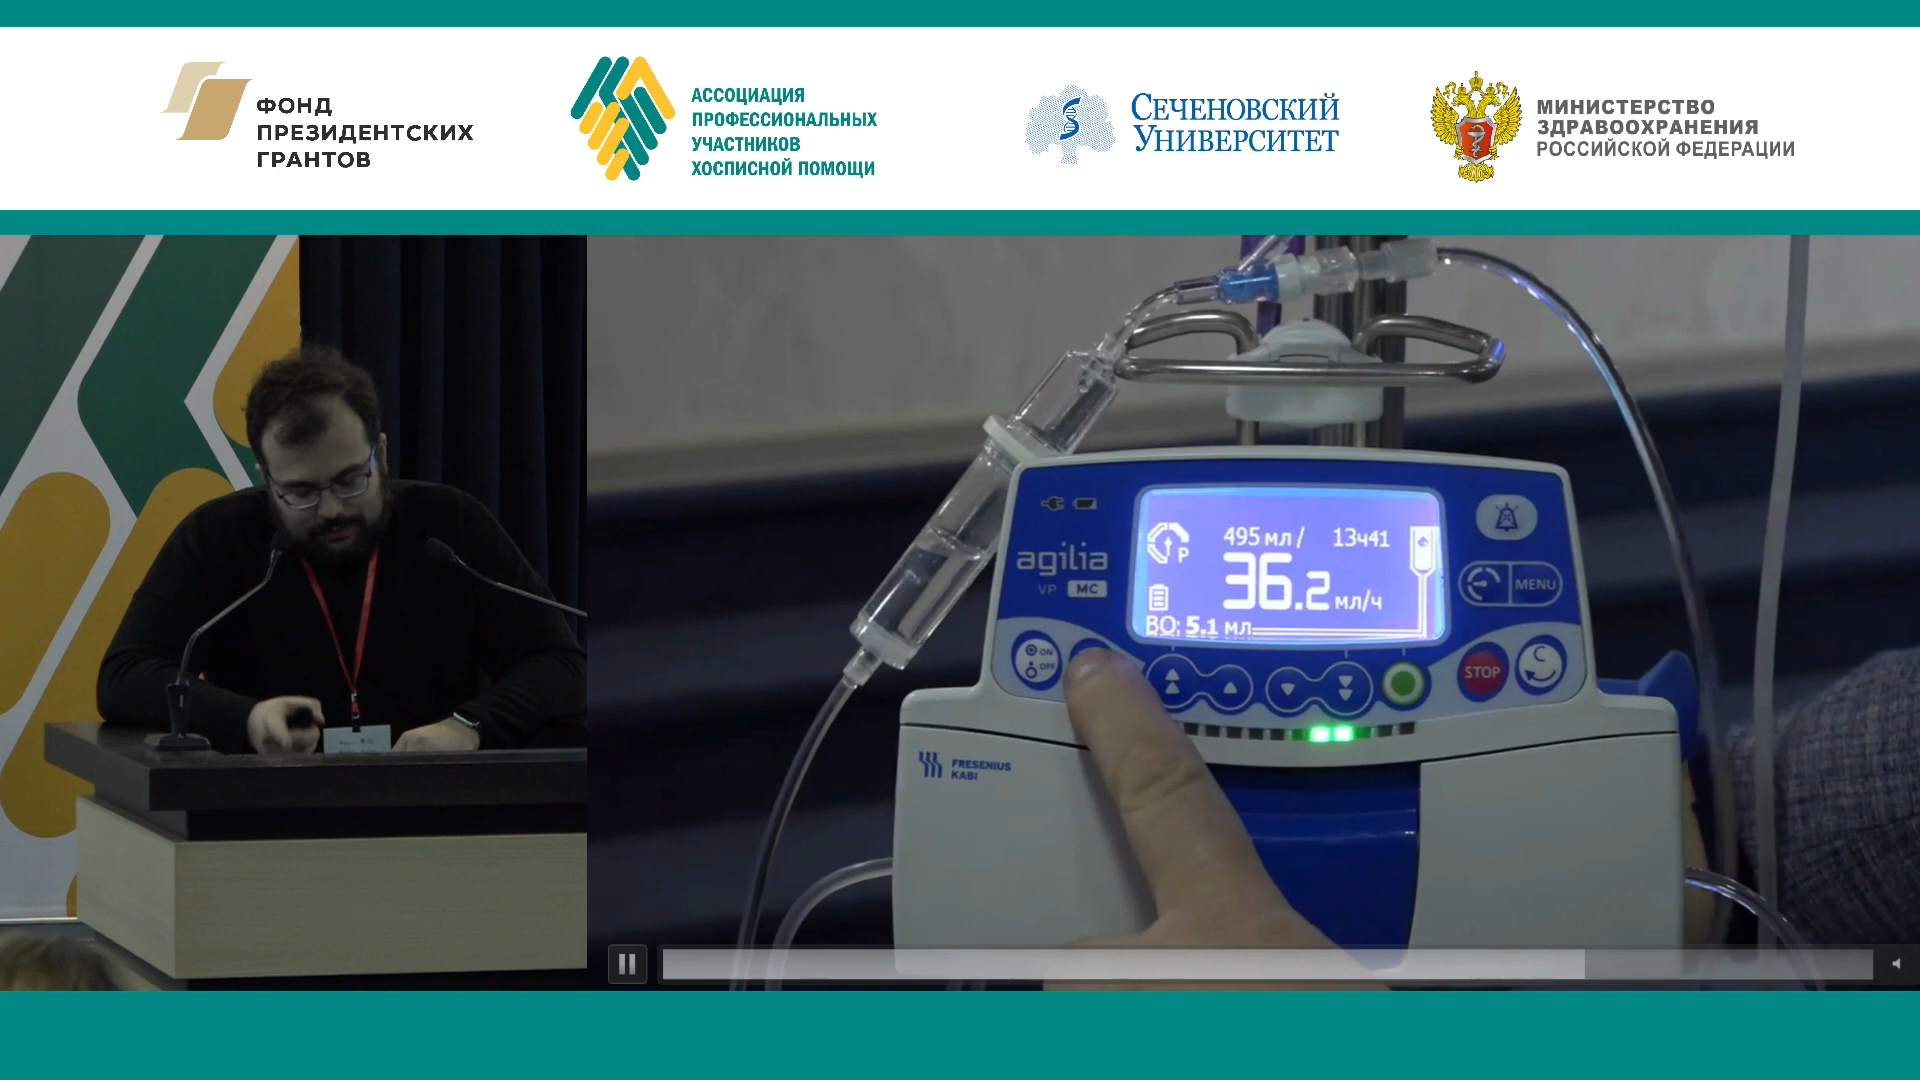 ФОНД
ПРЕЗИДЕНТСКИХ
ГРАНТОВ
АССОЦИАЦИЯ
ПРОФЕССИОНАЛЬНЫХ
УЧАСТНИКОВ
ХОСПИСНОЙ ПОМОЩИ
СЕЧЕНОВСКИЙ
УНИВЕРСИТЕТ
МИНИСТЕРСТВО
ЗДРАВООХРАНЕНИЯ
РОССИЙСКОЙ ФЕДЕРАЦИИ
agilia
VP MC
495 мл / 13ч41
P
36.2 мл/ч
ВО: 5.1 мл
MENU
ON
OFF
STOP
C
FRESENIUS
KABI